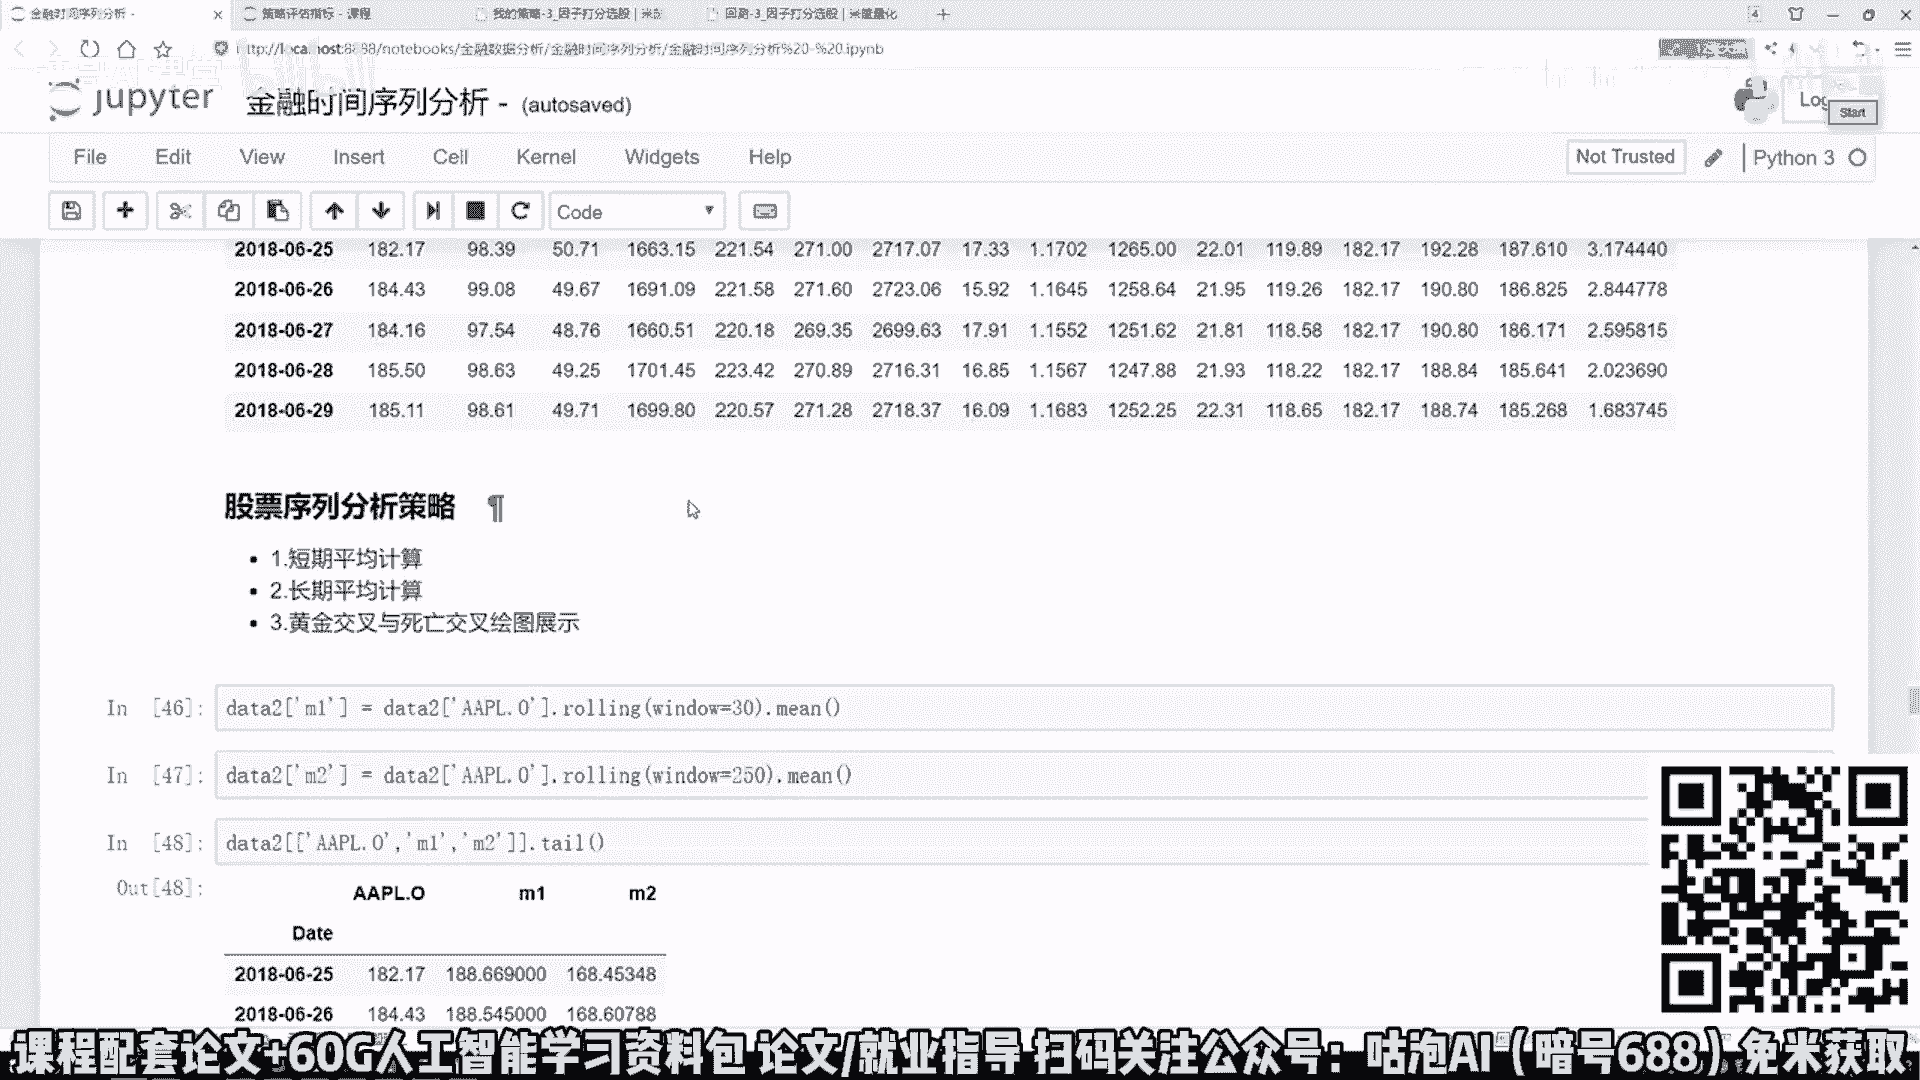 金融时间序列分析 -
策略评估指标 - 课程
我的策略-3_因子打分选股 | 米筐
回测-3_因子打分选股 | 米筐量化
4
http://localhost:8888/notebooks/金融数据分析/金融时间序列分析/金融时间序列分析%20-%20.ipynb
jupyter 金融时间序列分析 - (autosaved)
Start
File Edit View Insert Cell Kernel Widgets Help
Not Trusted
Python 3
Code
2018-06-25 182.17 98.39 50.71 1663.15 221.54 271.00 2717.07 17.33 1.1702 1265.00 22.01 119.89 182.17 192.28 187.610 3.174440
2018-06-26 184.43 99.08 49.67 1691.09 221.58 271.60 2723.06 15.92 1.1645 1258.64 21.95 119.26 182.17 190.80 186.825 2.844778
2018-06-27 184.16 97.54 48.76 1660.51 220.18 269.35 2699.63 17.91 1.1552 1251.62 21.81 118.58 182.17 190.80 186.171 2.595815
2018-06-28 185.50 98.63 49.25 1701.45 223.42 270.89 2716.31 16.85 1.1567 1247.88 21.93 118.22 182.17 188.84 185.641 2.023690
2018-06-29 185.11 98.61 49.71 1699.80 220.57 271.28 2718.37 16.09 1.1683 1252.25 22.31 118.65 182.17 188.74 185.268 1.683745
股票序列分析策略 ¶
• 1.短期平均计算
• 2.长期平均计算
• 3.黄金交叉与死亡交叉绘图展示
In [46]: data2['m1'] = data2['AAPL.O'].rolling(window=30).mean()
In [47]: data2['m2'] = data2['AAPL.O'].rolling(window=250).mean()
In [48]: data2[['AAPL.O','m1','m2']].tail()
Out[48]:
AAPL.O m1 m2
Date
2018-06-25 182.17 188.669000 168.45348
2018-06-26 184.43 188.545000 168.60788
课程配套论文+60G人工智能学习资料包 论文/就业指导 扫码关注公众号：咕泡AI（暗号688）免米获取